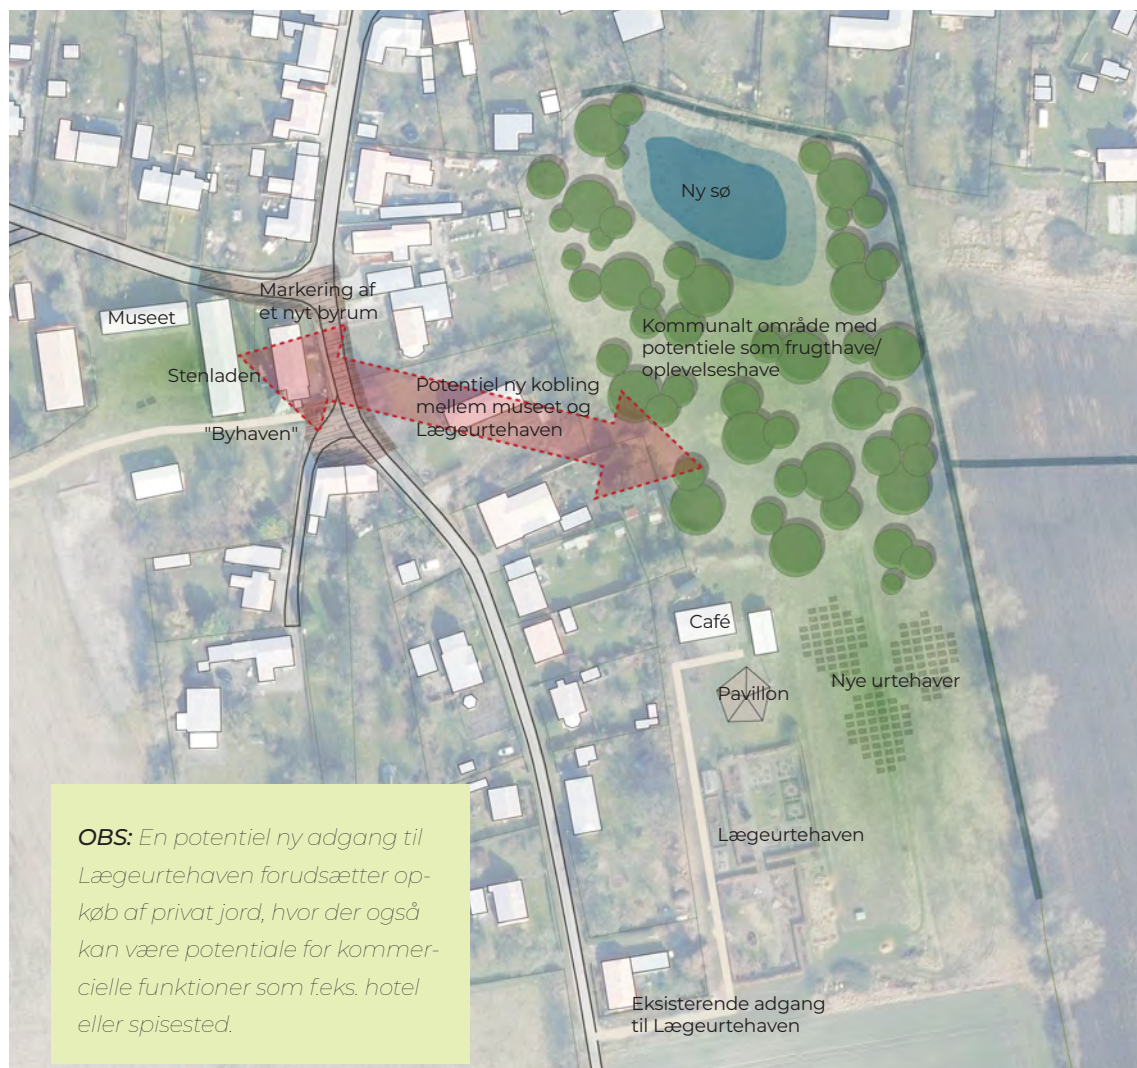 Ny sø
Markering af
et nyt byrum
Museet
Kommunalt område med
potentiele som frugthave/
oplevelseshave
Stenladen
Potentiel ny kobling
mellem museet og
Lægeurtehaven
"Byhaven"
Café
Pavillon
Nye urtehaver
Lægeurtehaven
OBS: En potentiel ny adgang til
Lægeurtehaven forudsætter op-
køb af privat jord, hvor der også
kan være potentiale for kommer-
cielle funktioner som f.eks. hotel
eller spisested.
Eksisterende adgang
til Lægeurtehaven